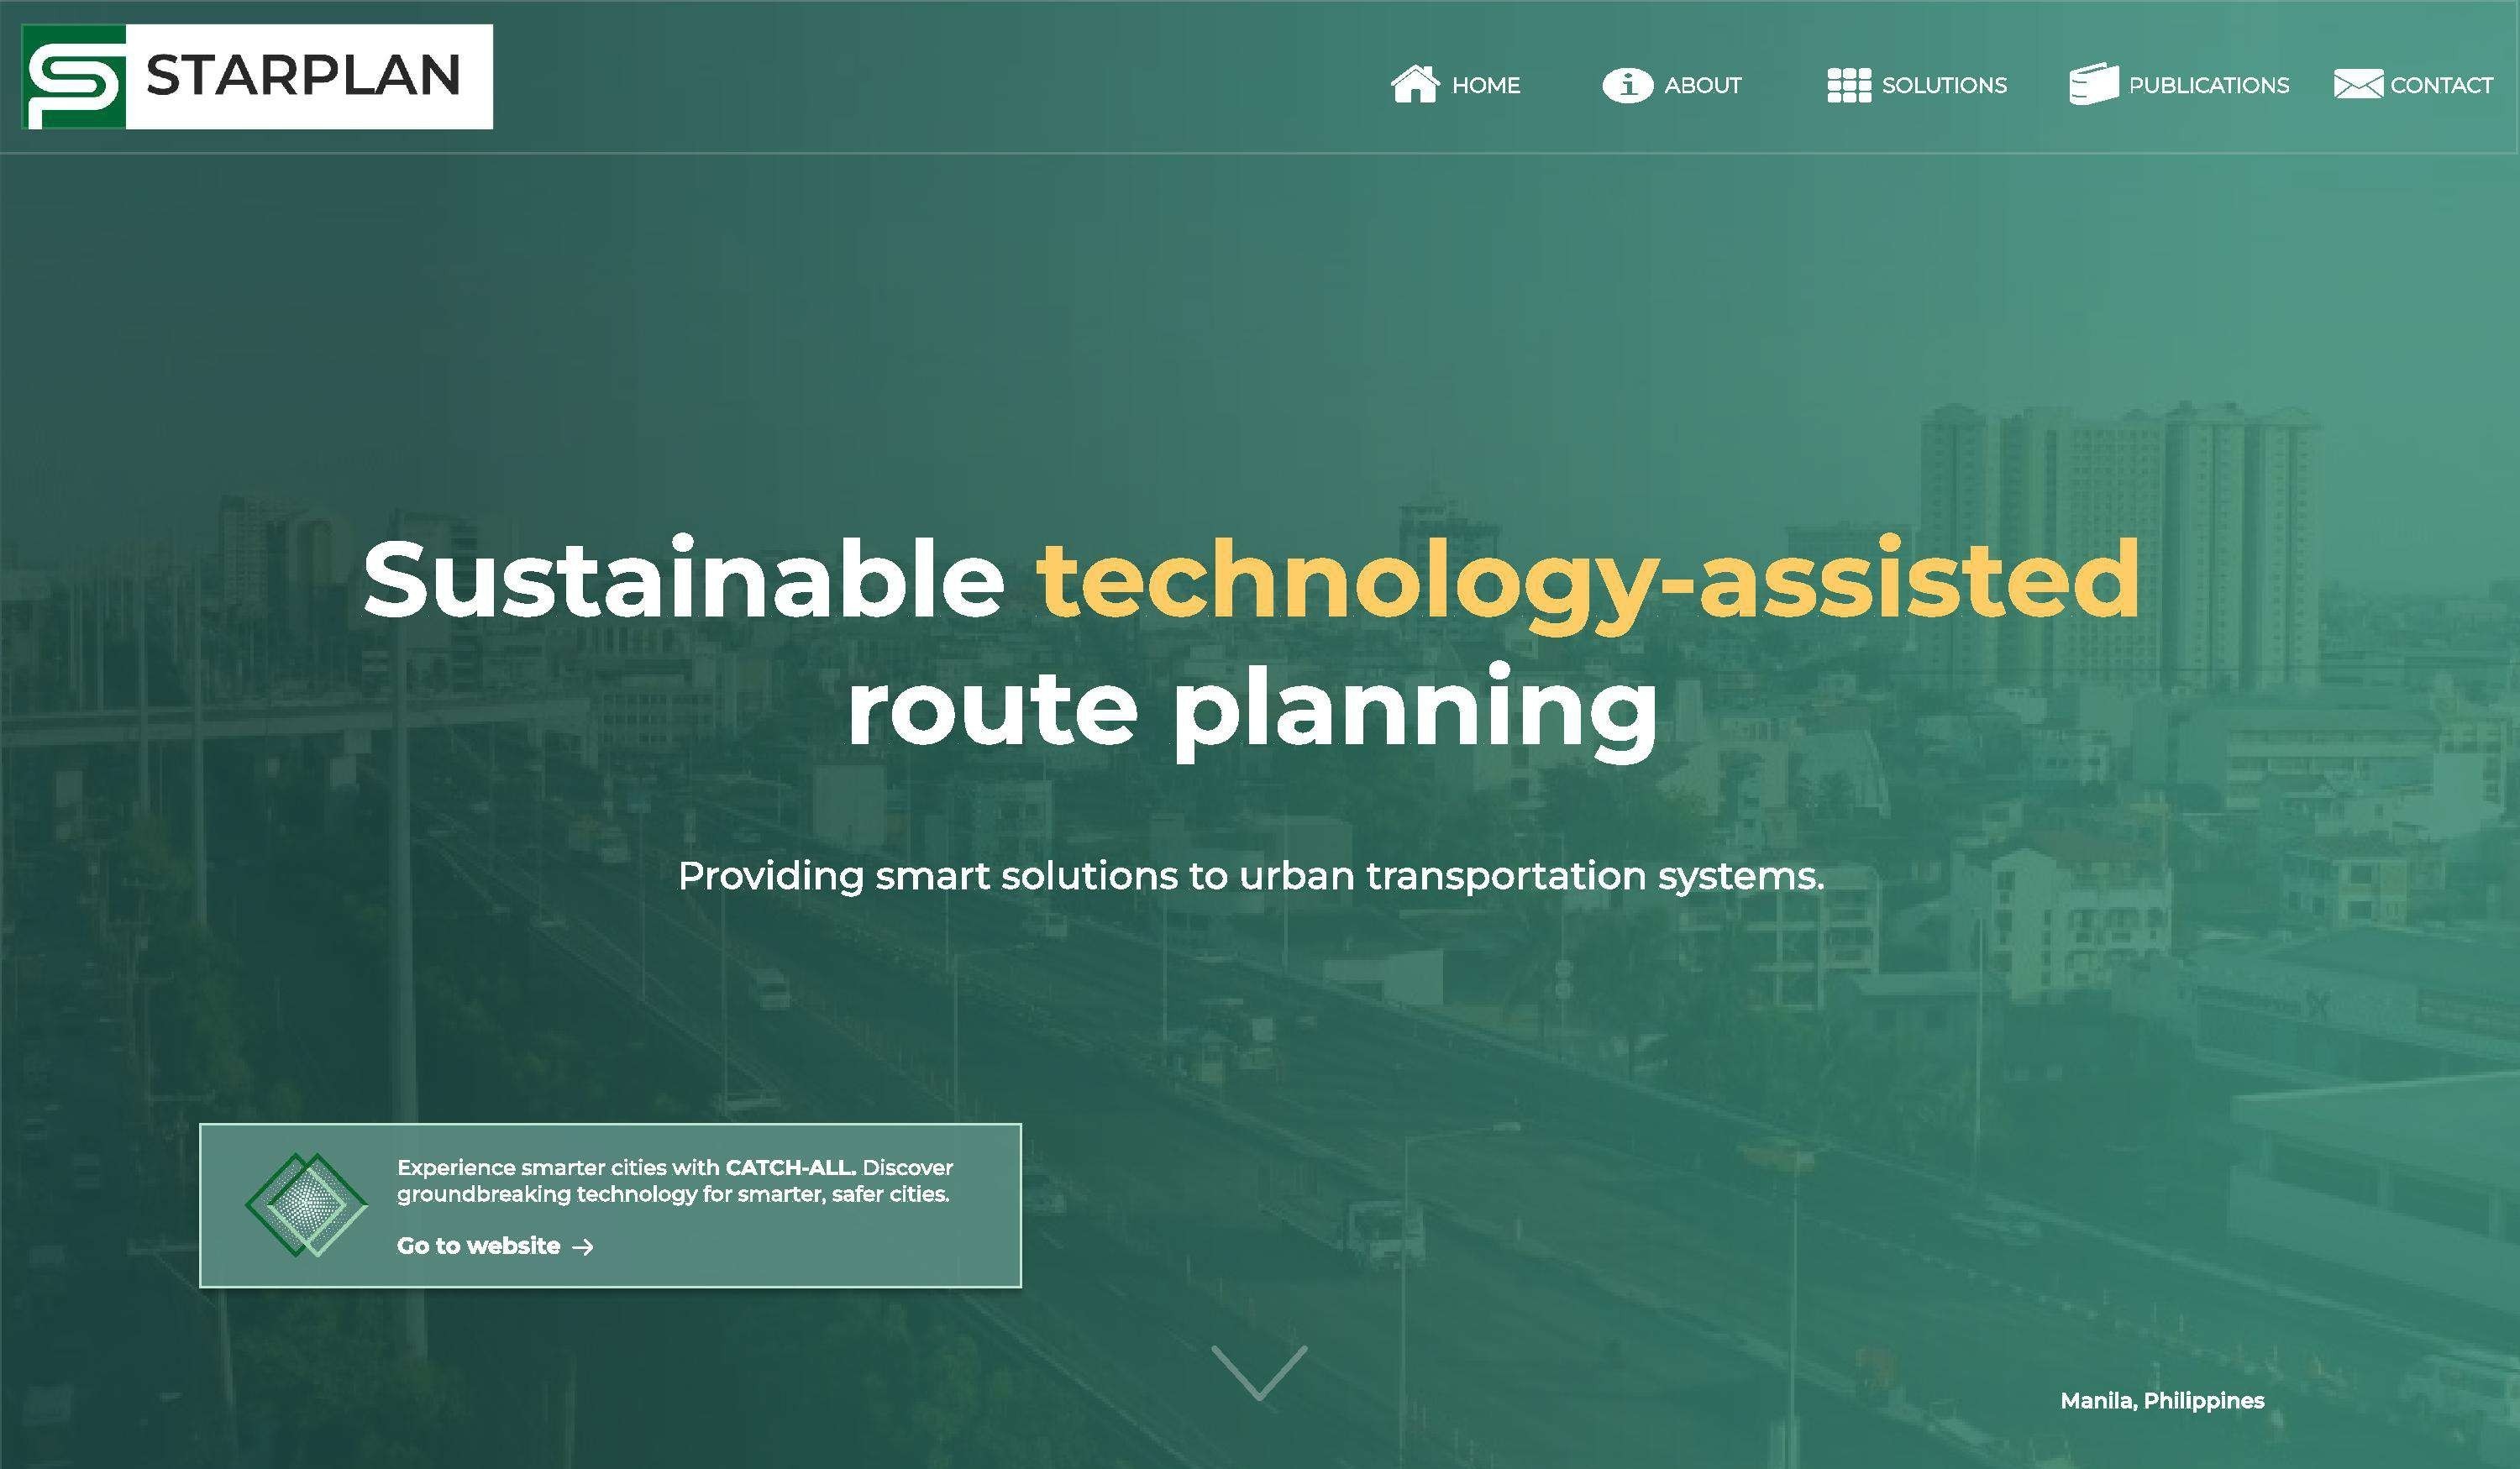 STARPLAN
HOME
ABOUT
SOLUTIONS
PUBLICATIONS
CONTACT
Sustainable technology-assisted
route planning
Providing smart solutions to urban transportation systems.
Experience smarter cities with CATCH-ALL. Discover
groundbreaking technology for smarter, safer cities.
Go to website →
Manila, Philippines